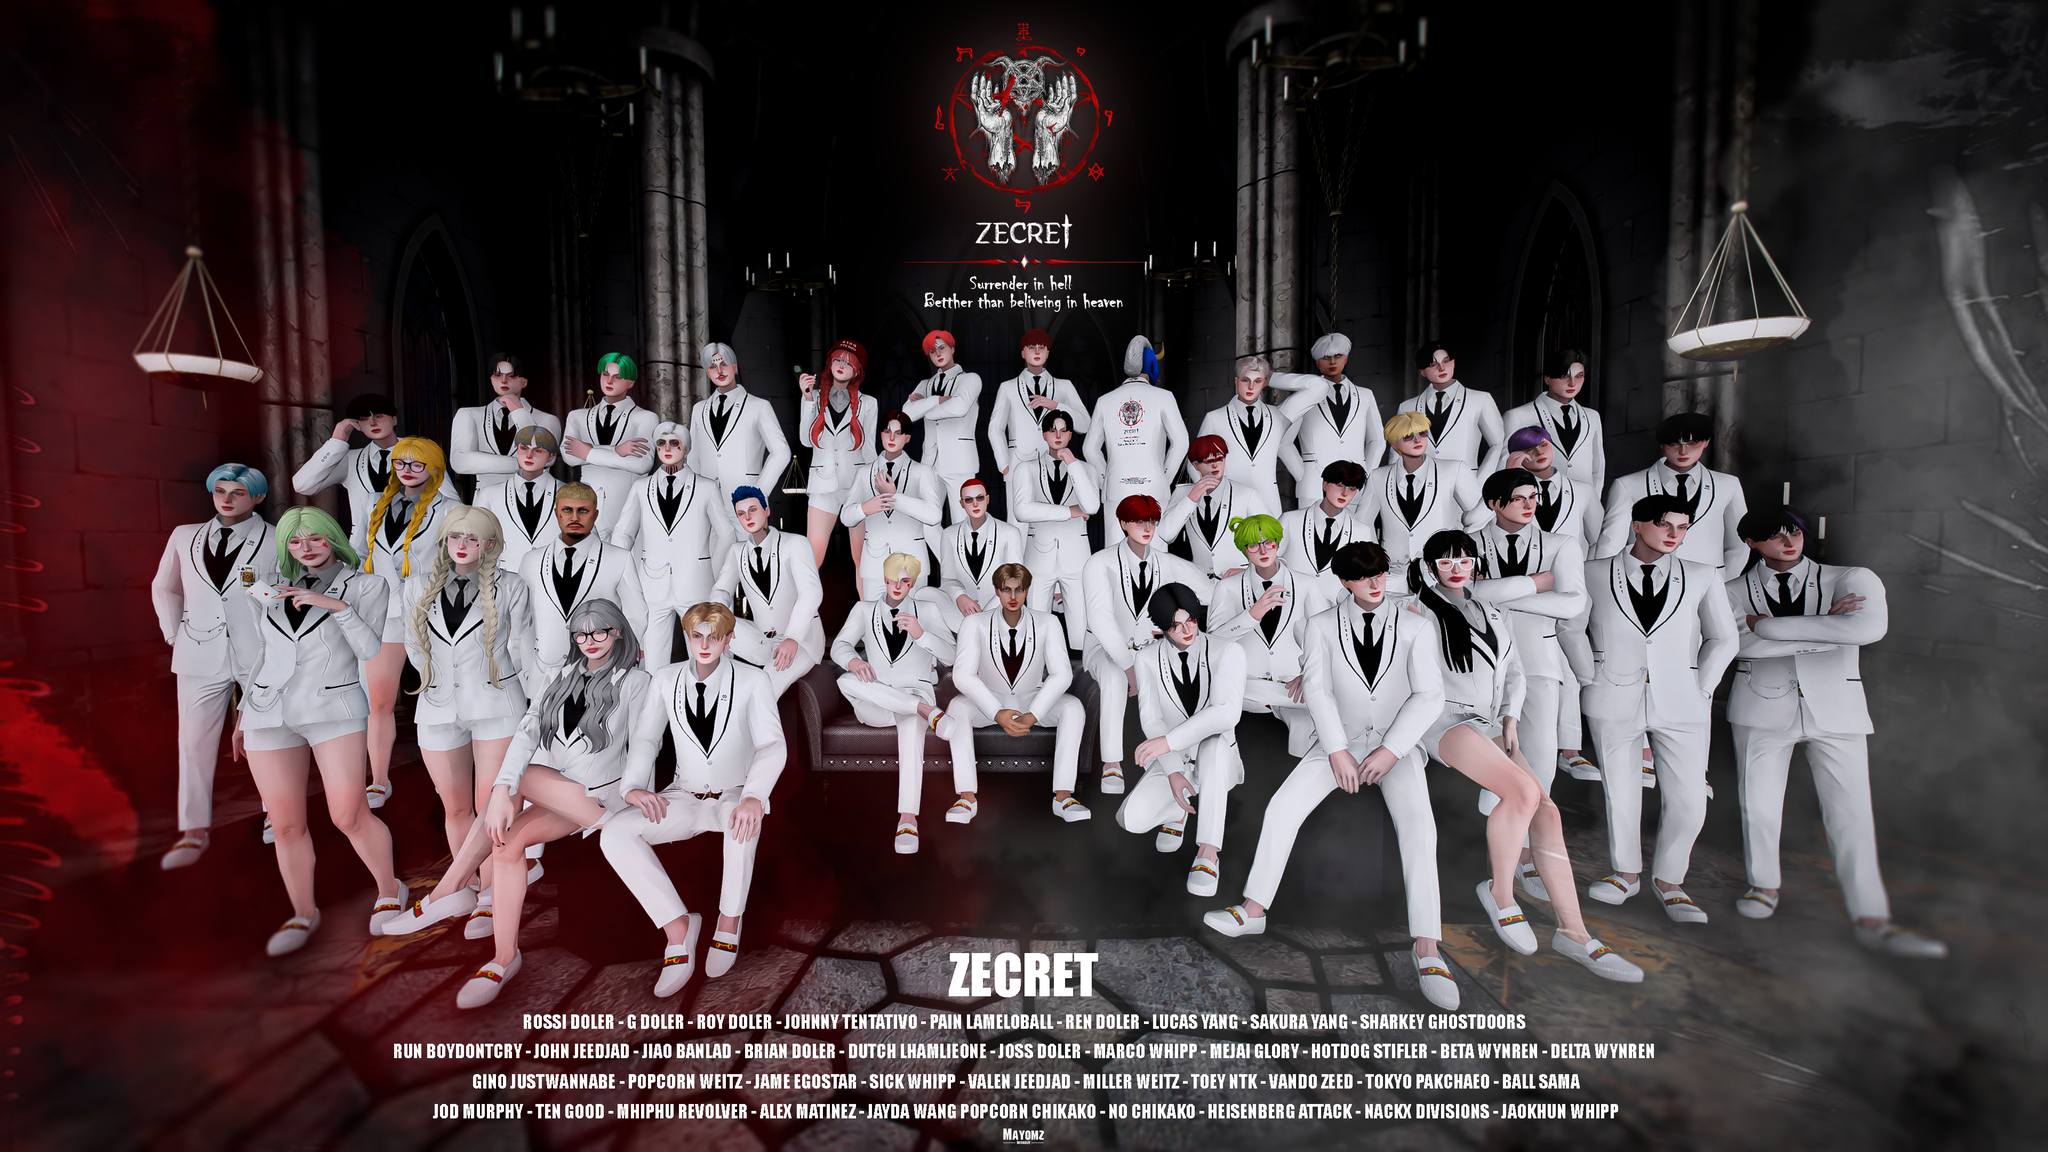 ZECRET
Surrender in hell
Betther than beliveing in heaven
ZECRET
ZECRET
ROSSI DOLER - G DOLER - ROY DOLER - JOHNNY TENTATIVO - PAIN LAMELOBALL - REN DOLER - LUCAS YANG - SAKURA YANG - SHARKEY GHOSTDOORS
RUN BOYDONTCRY - JOHN JEEDJAD - JIAO BANLAD - BRIAN DOLER - DUTCH LHAMLIEONE - JOSS DOLER - MARCO WHIPP - MEJAI GLORY - HOTDOG STIFLER - BETA WYNREN - DELTA WYNREN
GINO JUSTWANNABE - POPCORN WEITZ - JAME EGOSTAR - SICK WHIPP - VALEN JEEDJAD - MILLER WEITZ - TOEY NTK - VANDO ZEED - TOKYO PAKCHAEO - BALL SAMA
JOD MURPHY - TEN GOOD - MHIPHU REVOLVER - ALEX MATINEZ - JAYDA WANG POPCORN CHIKAKO - NO CHIKAKO - HEISENBERG ATTACK - NACKX DIVISIONS - JAOKHUN WHIPP
MAYOMZ